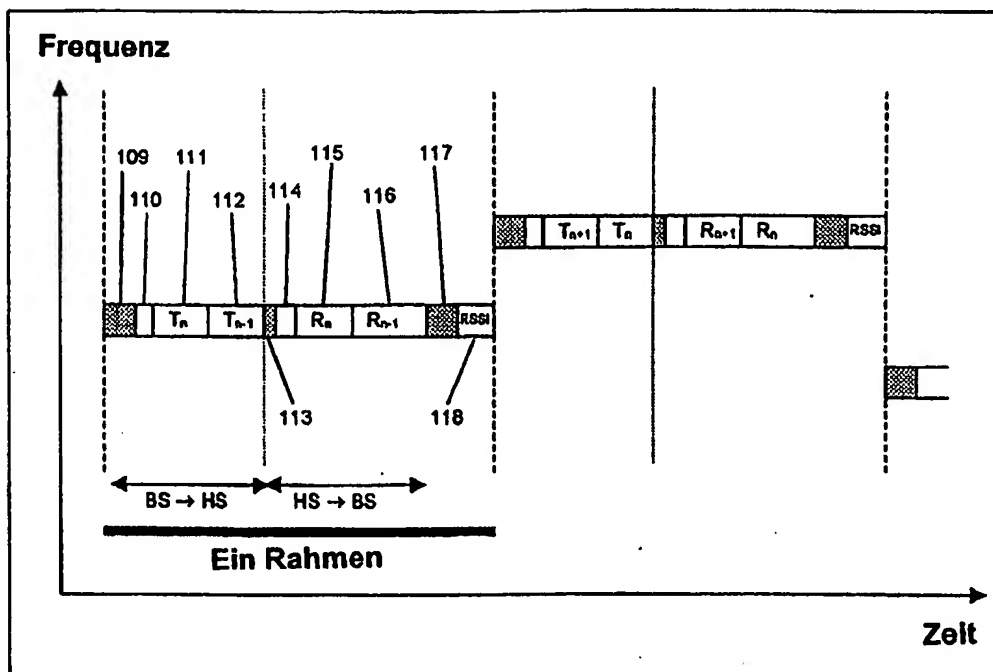 Frequenz
109 111 115 117
110 112 114 116
Tn+1 Tn Rn+1 Rn RSSI
Tn Tn-1 Rn Rn-1 RSSI
113 118
BS → HS HS → BS
Ein Rahmen
Zeit